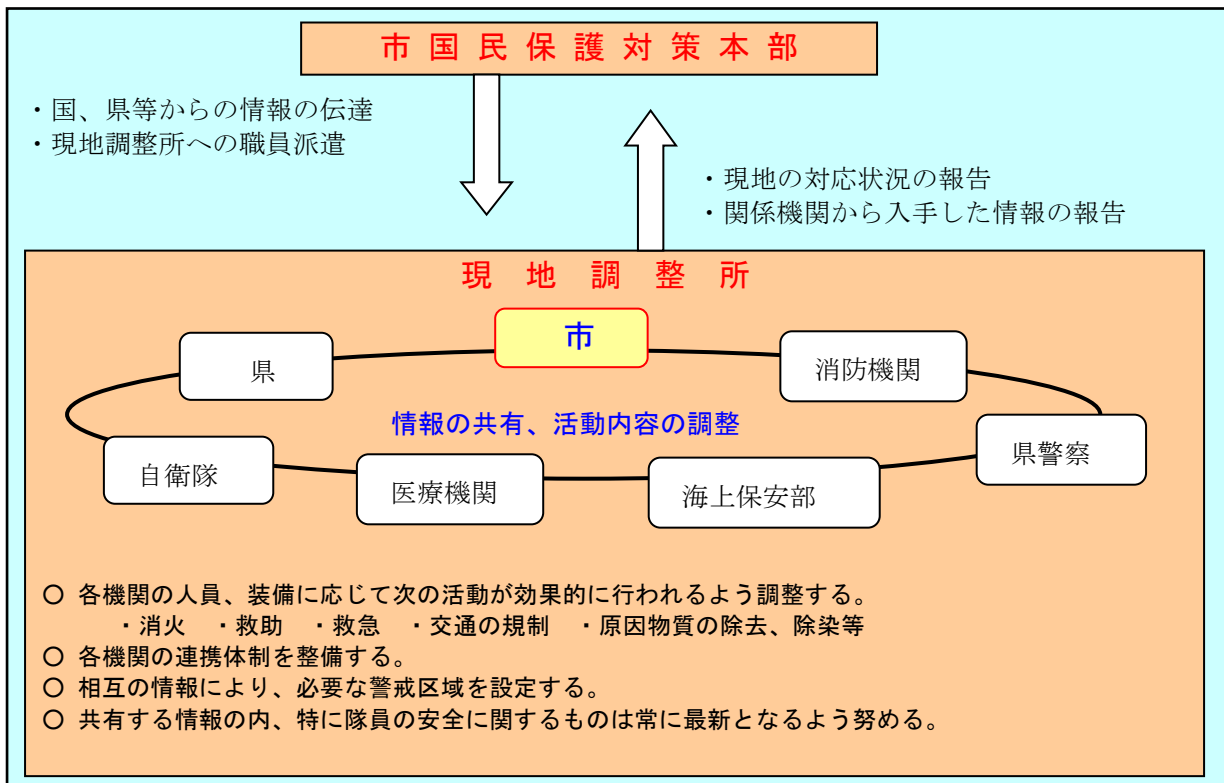 市国民保護対策本部
・国、県等からの情報の伝達
・現地調整所への職員派遣
・現地の対応状況の報告
・関係機関から入手した情報の報告
現地調整所
市
県
消防機関
情報の共有、活動内容の調整
県警察
自衛隊
医療機関
海上保安部
○ 各機関の人員、装備に応じて次の活動が効果的に行われるよう調整する。
・消火 ・救助 ・救急 ・交通の規制 ・原因物質の除去、除染等
○ 各機関の連携体制を整備する。
○ 相互の情報により、必要な警戒区域を設定する。
○ 共有する情報の内、特に隊員の安全に関するものは常に最新となるよう努める。